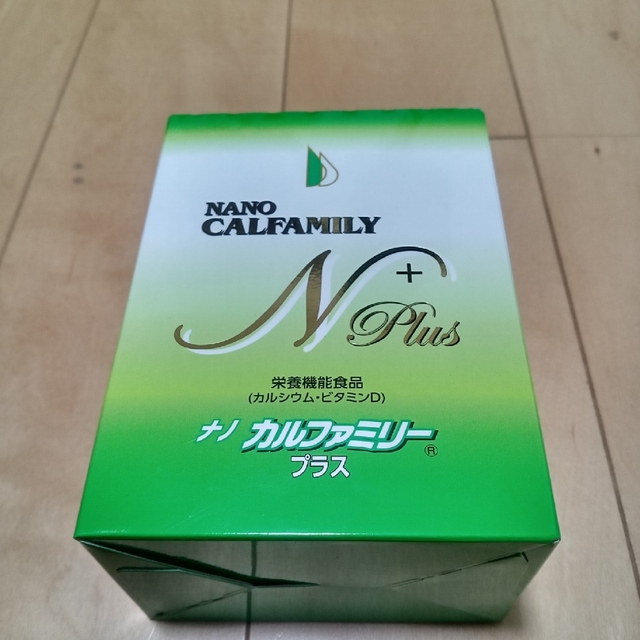 NANO
CALFAMILY
N+
Plus
栄養機能食品
(カルシウム・ビタミンD)
ナノ カルファミリー®
プラス